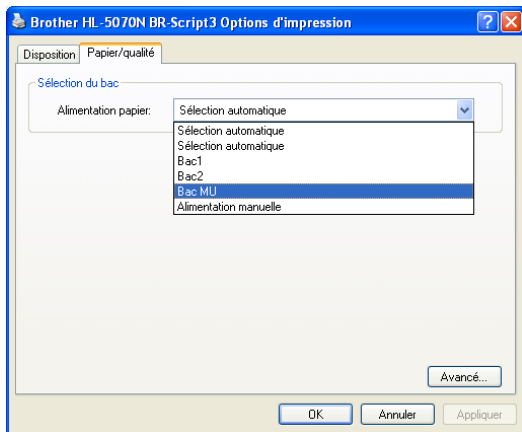 Brother HL-5070N BR-Script3 Options d'impression
Disposition
Papier/qualité
Sélection du bac
Alimentation papier:
Sélection automatique
Sélection automatique
Sélection automatique
Bac1
Bac2
Bac MU
Alimentation manuelle
Avancé...
OK
Annuler
Appliquer